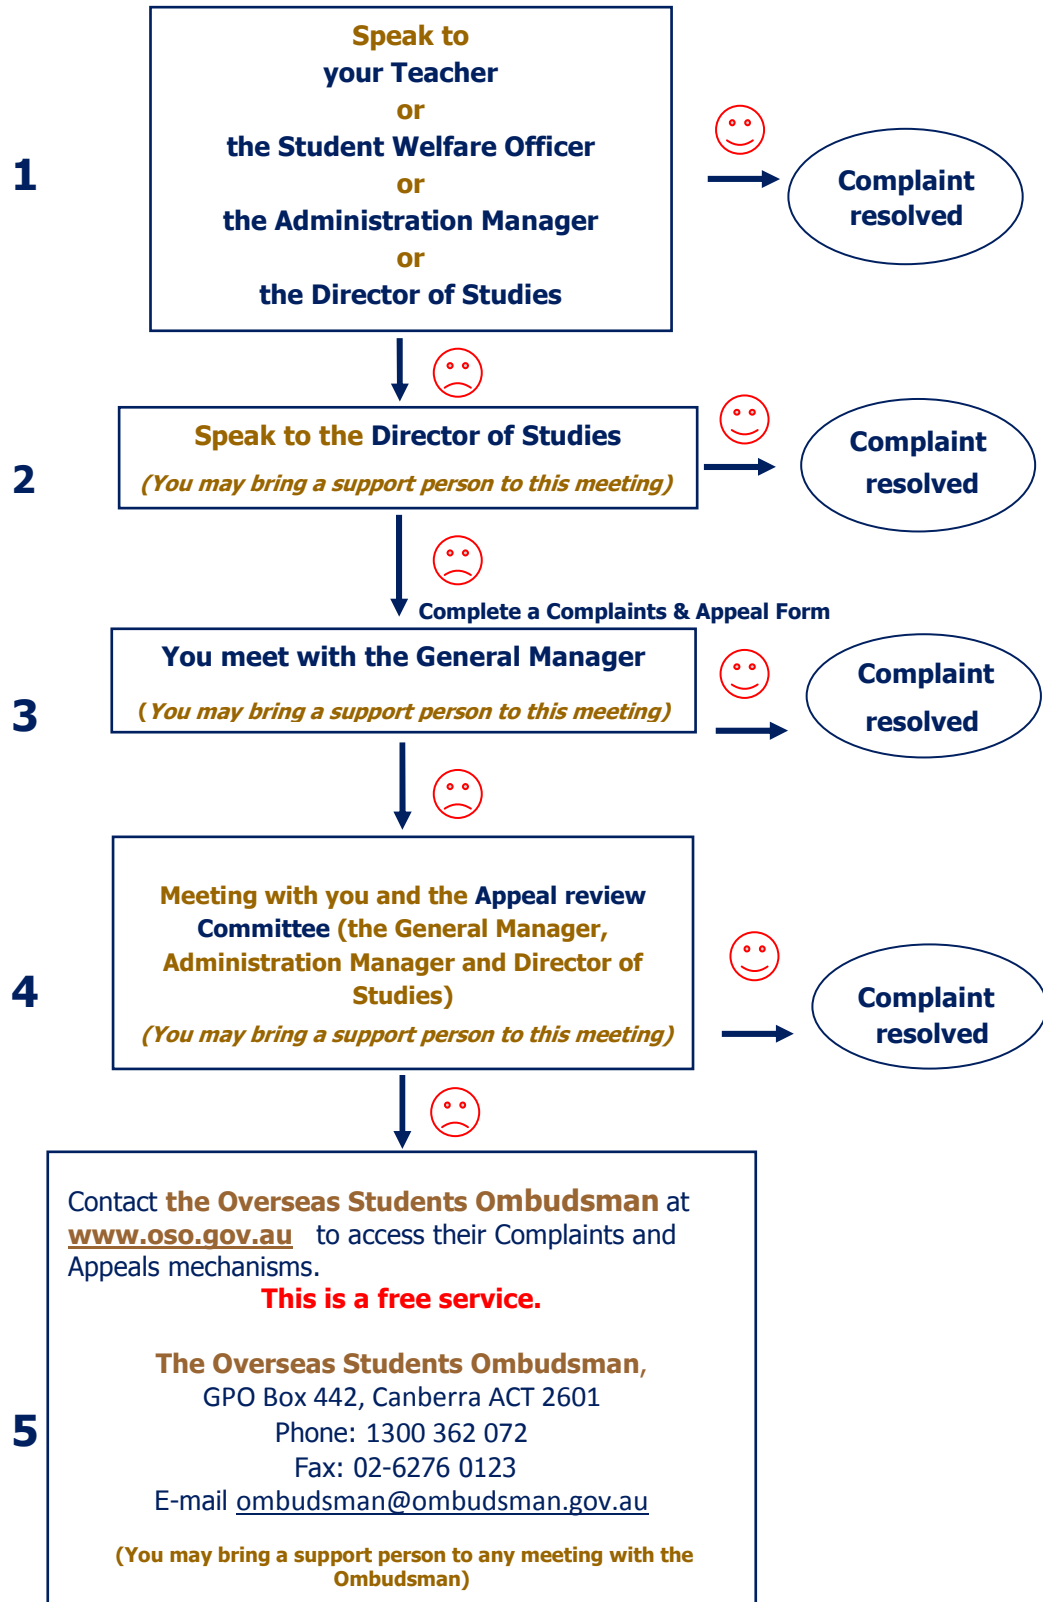 Speak to
your Teacher
or
the Student Welfare Officer
or
the Administration Manager
or
the Director of Studies
1
Complaint
resolved
Speak to the Director of Studies
(You may bring a support person to this meeting)
2
Complaint
resolved
Complete a Complaints & Appeal Form
You meet with the General Manager
(You may bring a support person to this meeting)
3
Complaint
resolved
Meeting with you and the Appeal review
Committee (the General Manager,
Administration Manager and Director of
Studies)
(You may bring a support person to this meeting)
4
Complaint
resolved
Contact the Overseas Students Ombudsman at
www.oso.gov.au to access their Complaints and
Appeals mechanisms.
This is a free service.
The Overseas Students Ombudsman,
GPO Box 442, Canberra ACT 2601
Phone: 1300 362 072
Fax: 02-6276 0123
E-mail ombudsman@ombudsman.gov.au
5
(You may bring a support person to any meeting with the
Ombudsman)